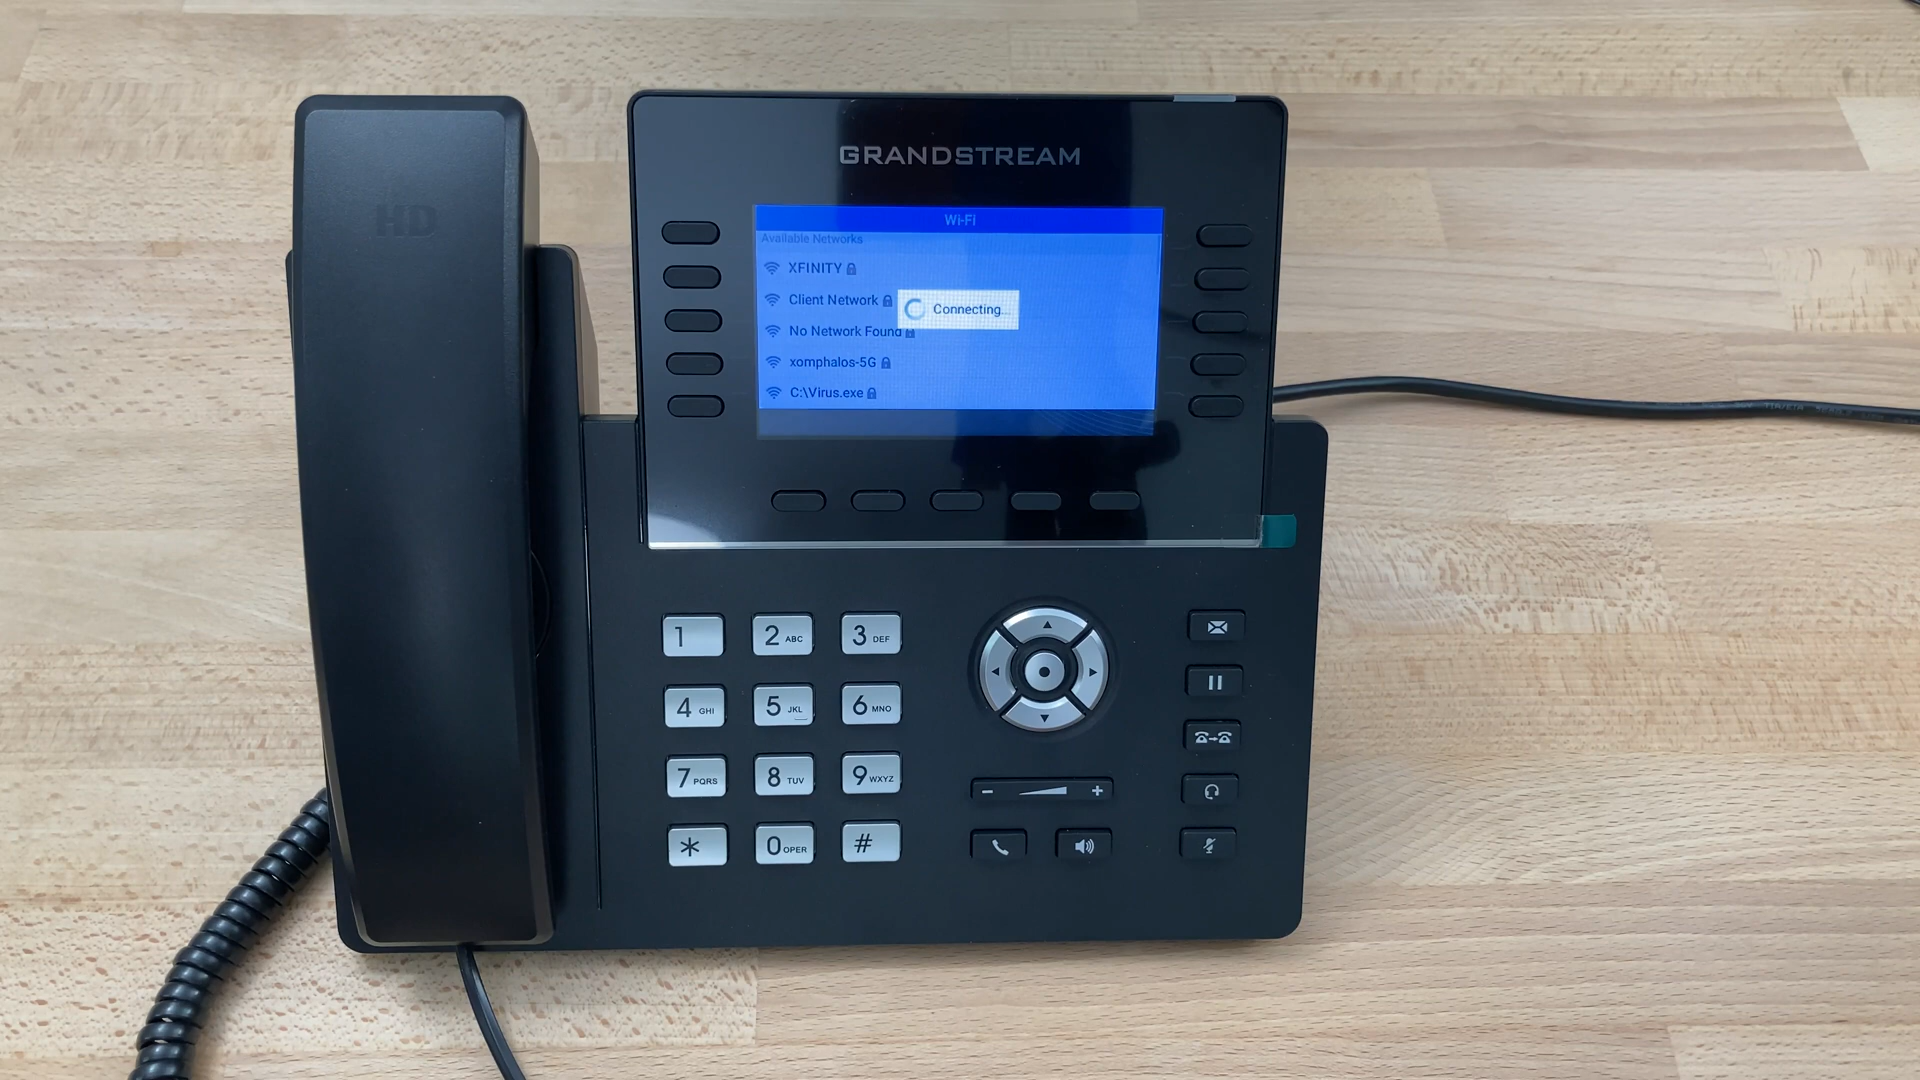 GRANDSTREAM
HD
Wi-Fi
Available Networks
XFINITY
Client Network
Connecting...
No Network Found
xomphalos-5G
C:\Virus.exe
1
2 ABC
3 DEF
4 GHI
5 JKL
6 MNO
7 PQRS
8 TUV
9 WXYZ
*
0 OPER
#
- +